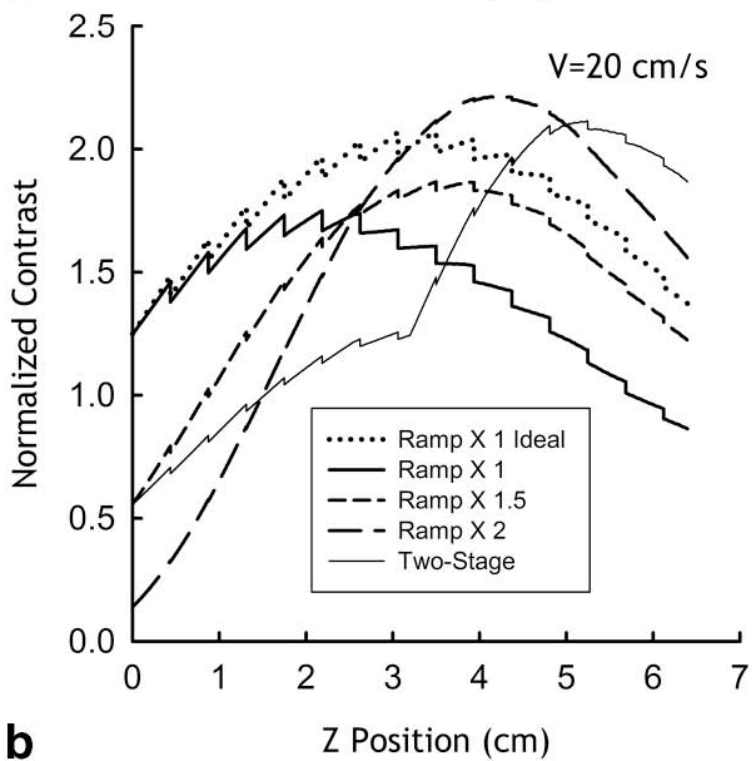 2.5
V=20 cm/s
2.0
1.5
1.0
0.5
0.0
Normalized Contrast
Ramp X 1 Ideal
Ramp X 1
Ramp X 1.5
Ramp X 2
Two-Stage
0 1 2 3 4 5 6 7
b
Z Position (cm)